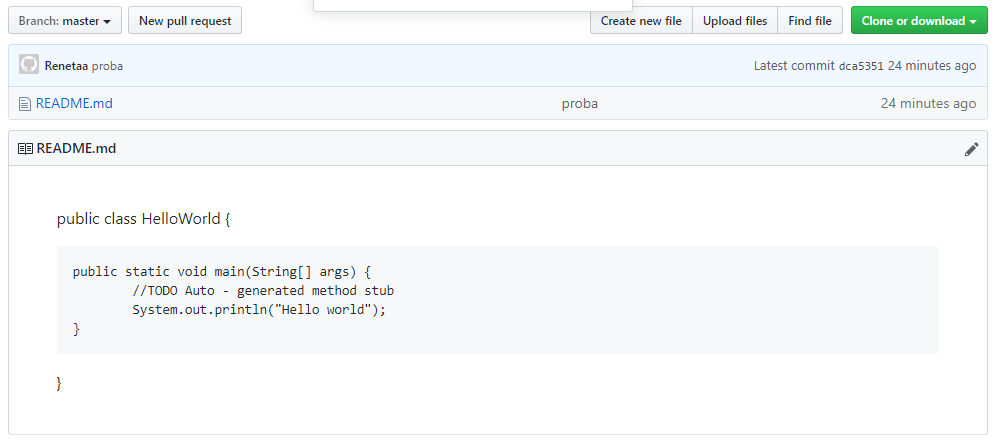 Branch: master New pull request Create new file Upload files Find file Clone or download
Renetaa proba Latest commit dca5351 24 minutes ago
README.md proba 24 minutes ago
README.md
public class HelloWorld {
public static void main(String[] args) {
//TODO Auto - generated method stub
System.out.println("Hello world");
}
}